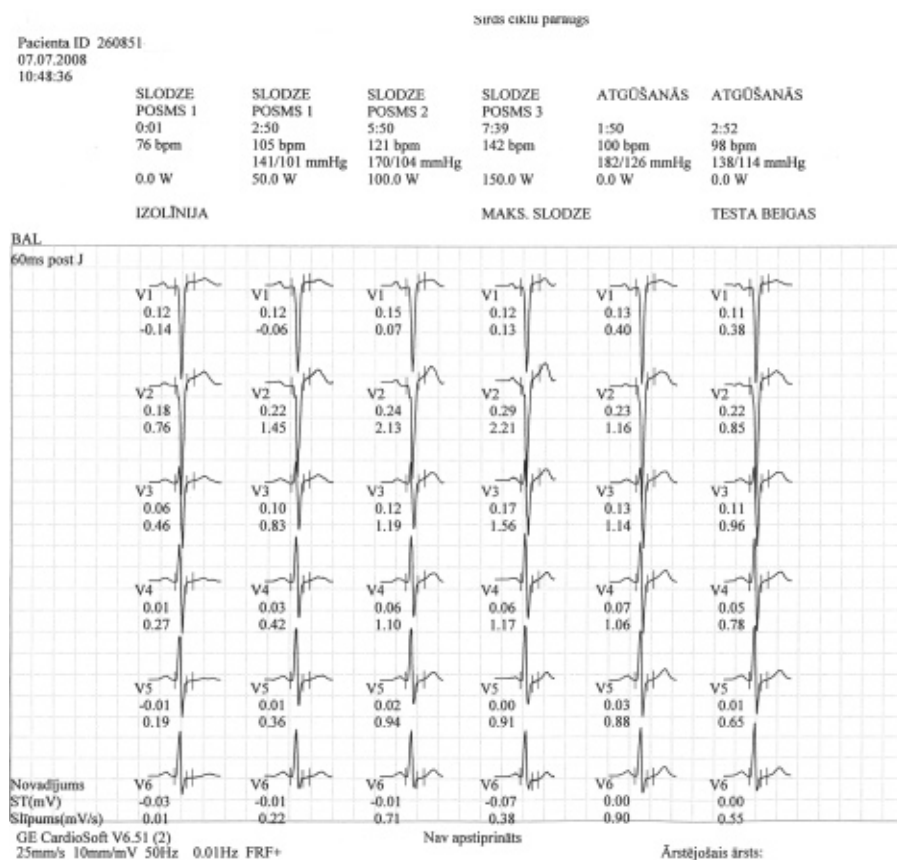 Sirds ciklu paraugs
Pacienta ID 260851
07.07.2008
10:48:36
SLODZE SLODZE SLODZE SLODZE ATGŪŠANĀS ATGŪŠANĀS
POSMS 1 POSMS 1 POSMS 2 POSMS 3
0:01 2:50 5:50 7:39 1:50 2:52
76 bpm 105 bpm 121 bpm 142 bpm 100 bpm 98 bpm
141/101 mmHg 170/104 mmHg 182/126 mmHg 138/114 mmHg
0.0 W 50.0 W 100.0 W 150.0 W 0.0 W 0.0 W
IZOLĪNIJA MAKS. SLODZE TESTA BEIGAS
BAL
60ms post J
V1 V1 V1 V1 V1 V1
0.12 0.12 0.15 0.12 0.13 0.11
-0.14 -0.06 0.07 0.13 0.40 0.38
V2 V2 V2 V2 V2 V2
0.18 0.22 0.24 0.29 0.23 0.22
0.76 1.45 2.13 2.21 1.16 0.85
V3 V3 V3 V3 V3 V3
0.06 0.10 0.12 0.17 0.13 0.11
0.46 0.83 1.19 1.56 1.14 0.96
V4 V4 V4 V4 V4 V4
0.01 0.03 0.06 0.06 0.07 0.05
0.27 0.42 1.10 1.17 1.06 0.78
V5 V5 V5 V5 V5 V5
-0.01 0.01 0.02 0.00 0.03 0.01
0.19 0.36 0.94 0.91 0.88 0.65
Novadījums V6 V6 V6 V6 V6 V6
ST(mV) -0.03 -0.01 -0.01 -0.07 0.00 0.00
Slīpums(mV/s) 0.01 0.22 0.71 0.38 0.90 0.55
GE CardioSoft V6.51 (2) Nav apstiprināts
25mm/s 10mm/mV 50Hz 0.01Hz FRF+ Ārstējošais ārsts: